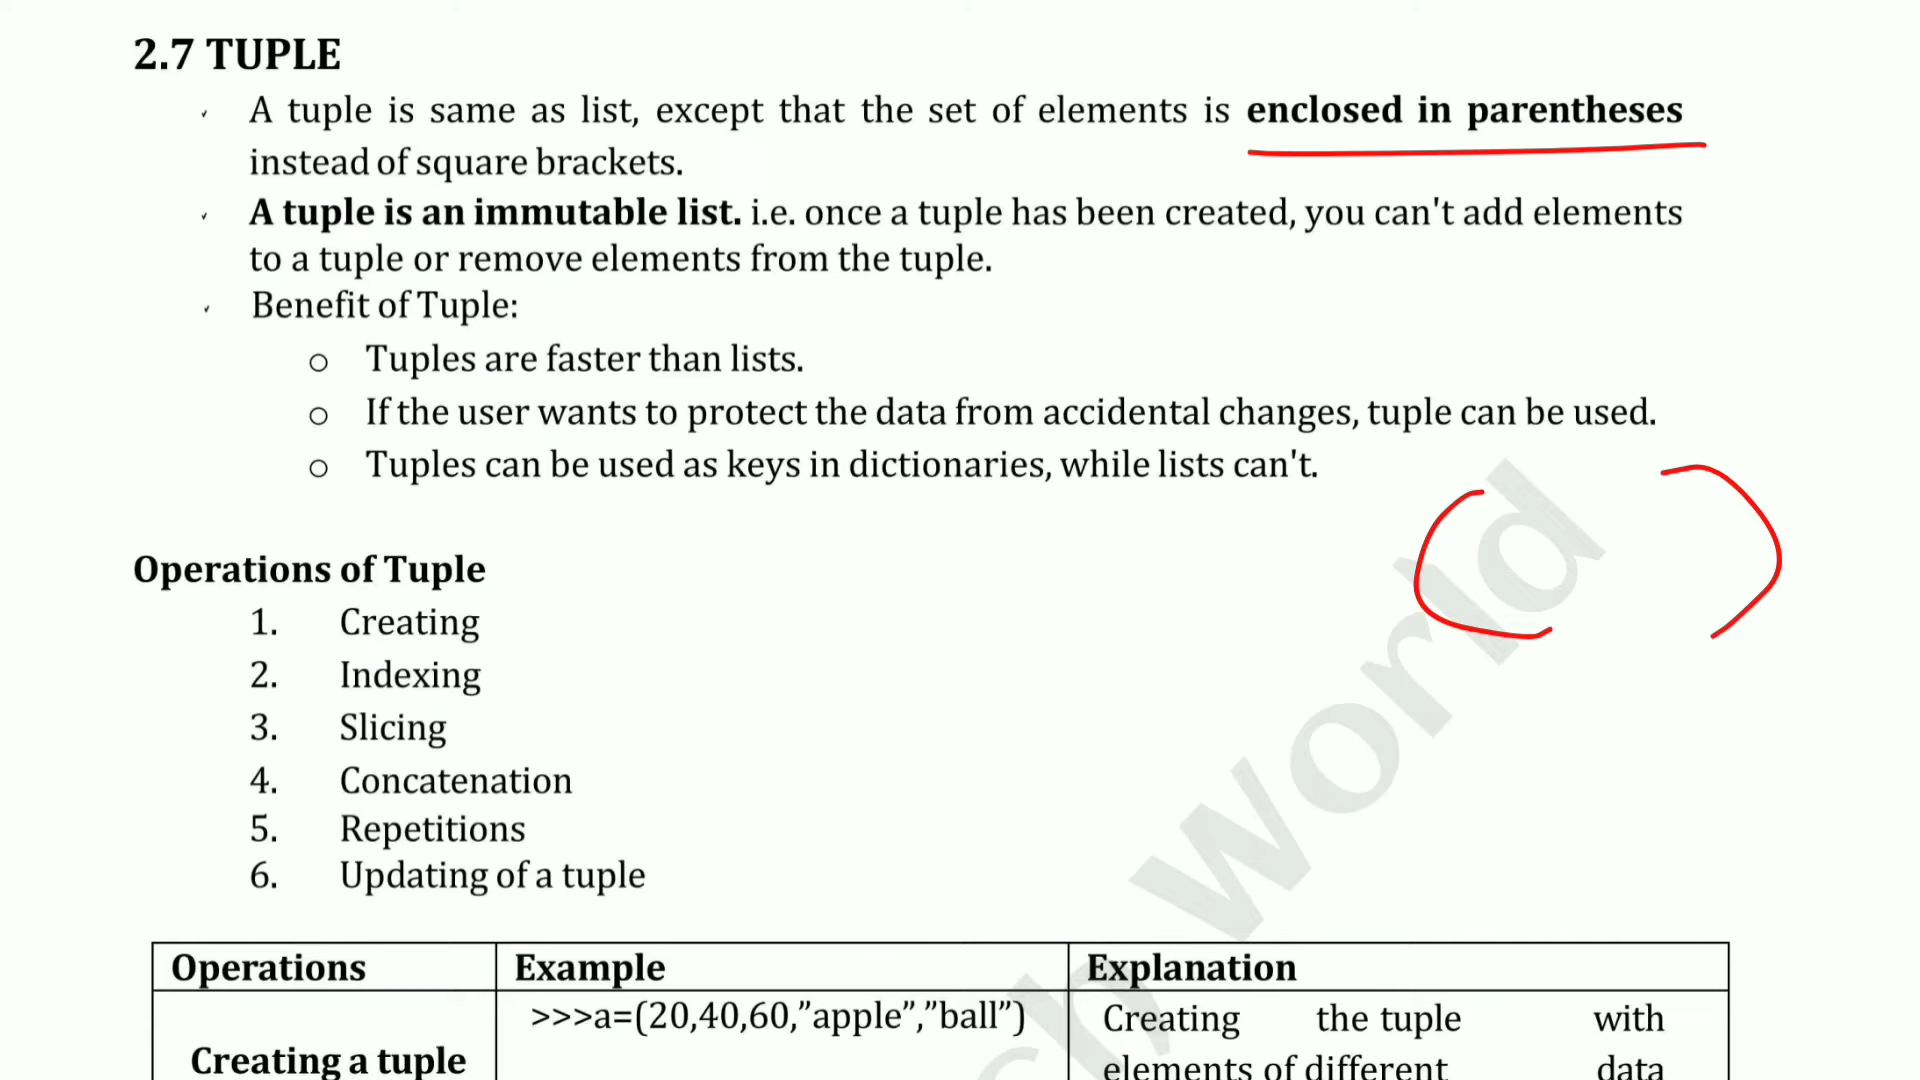 2.7 TUPLE
A tuple is same as list, except that the set of elements is enclosed in parentheses
instead of square brackets.
A tuple is an immutable list. i.e. once a tuple has been created, you can't add elements
to a tuple or remove elements from the tuple.
Benefit of Tuple:
o Tuples are faster than lists.
o If the user wants to protect the data from accidental changes, tuple can be used.
o Tuples can be used as keys in dictionaries, while lists can't.
Operations of Tuple
1. Creating
2. Indexing
3. Slicing
4. Concatenation
5. Repetitions
6. Updating of a tuple
Operations Example Explanation
>>>a=(20,40,60,”apple”,”ball”)
Creating the tuple with
Creating a tuple
elements of different data
world